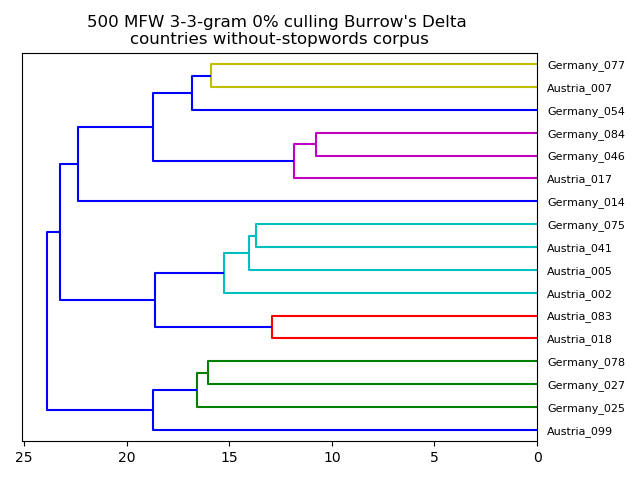 500 MFW 3-3-gram 0% culling Burrow's Delta
countries without-stopwords corpus
Germany_077
Austria_007
Germany_054
Germany_084
Germany_046
Austria_017
Germany_014
Germany_075
Austria_041
Austria_005
Austria_002
Austria_083
Austria_018
Germany_078
Germany_027
Germany_025
Austria_099
25 20 15 10 5 0